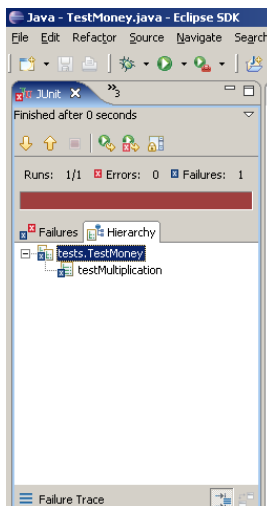 Java - TestMoney.java - Eclipse SDK
File Edit Refactor Source Navigate Search
JUnit »3
Finished after 0 seconds
Runs: 1/1 Errors: 0 Failures: 1
Failures Hierarchy
tests.TestMoney
testMultiplication
Failure Trace